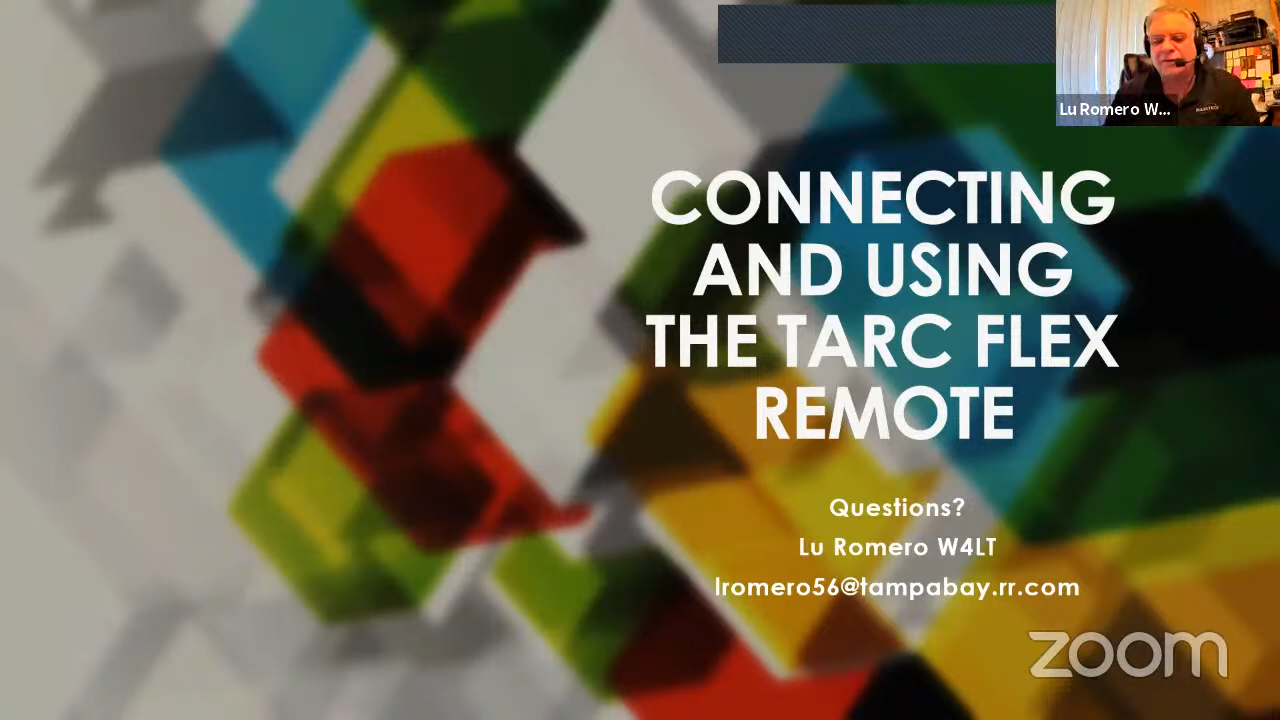 Lu Romero W...
CONNECTING
AND USING
THE TARC FLEX
REMOTE
Questions?
Lu Romero W4LT
lromero56@tampabay.rr.com
zoom